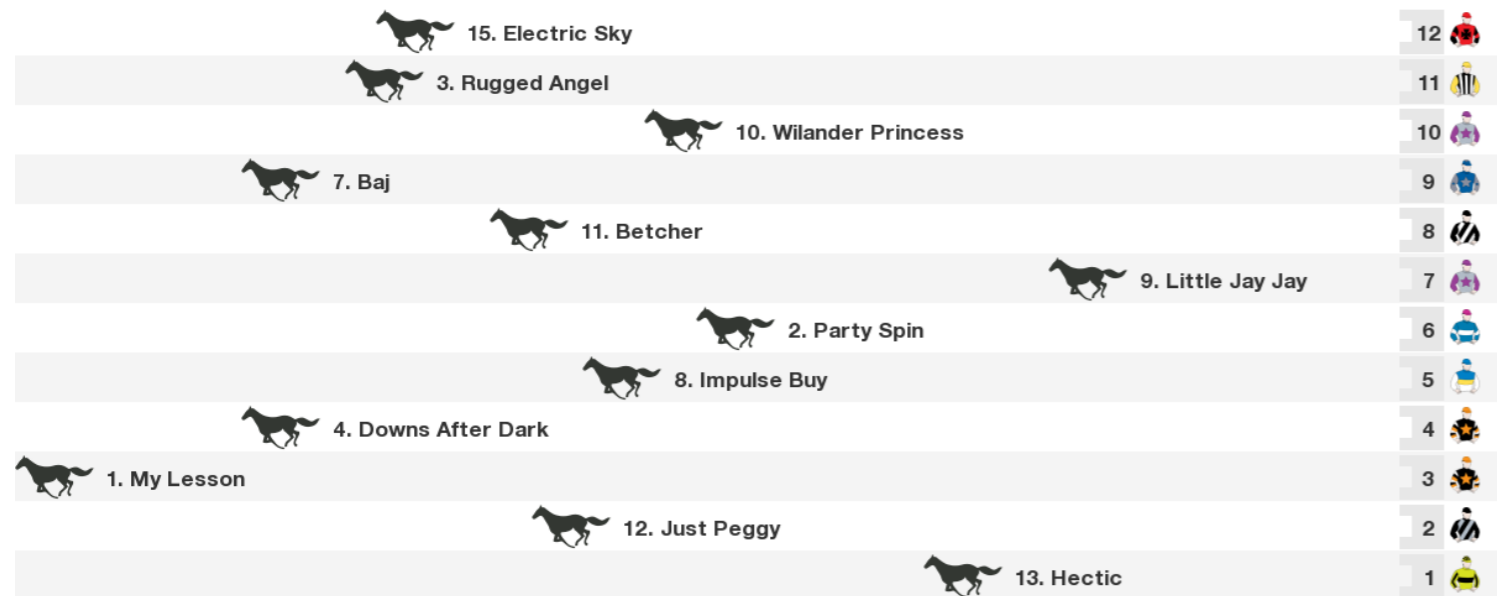 15. Electric Sky 12
3. Rugged Angel 11
10. Wilander Princess 10
7. Baj 9
11. Betcher 8
9. Little Jay Jay 7
2. Party Spin 6
8. Impulse Buy 5
4. Downs After Dark 4
1. My Lesson 3
12. Just Peggy 2
13. Hectic 1